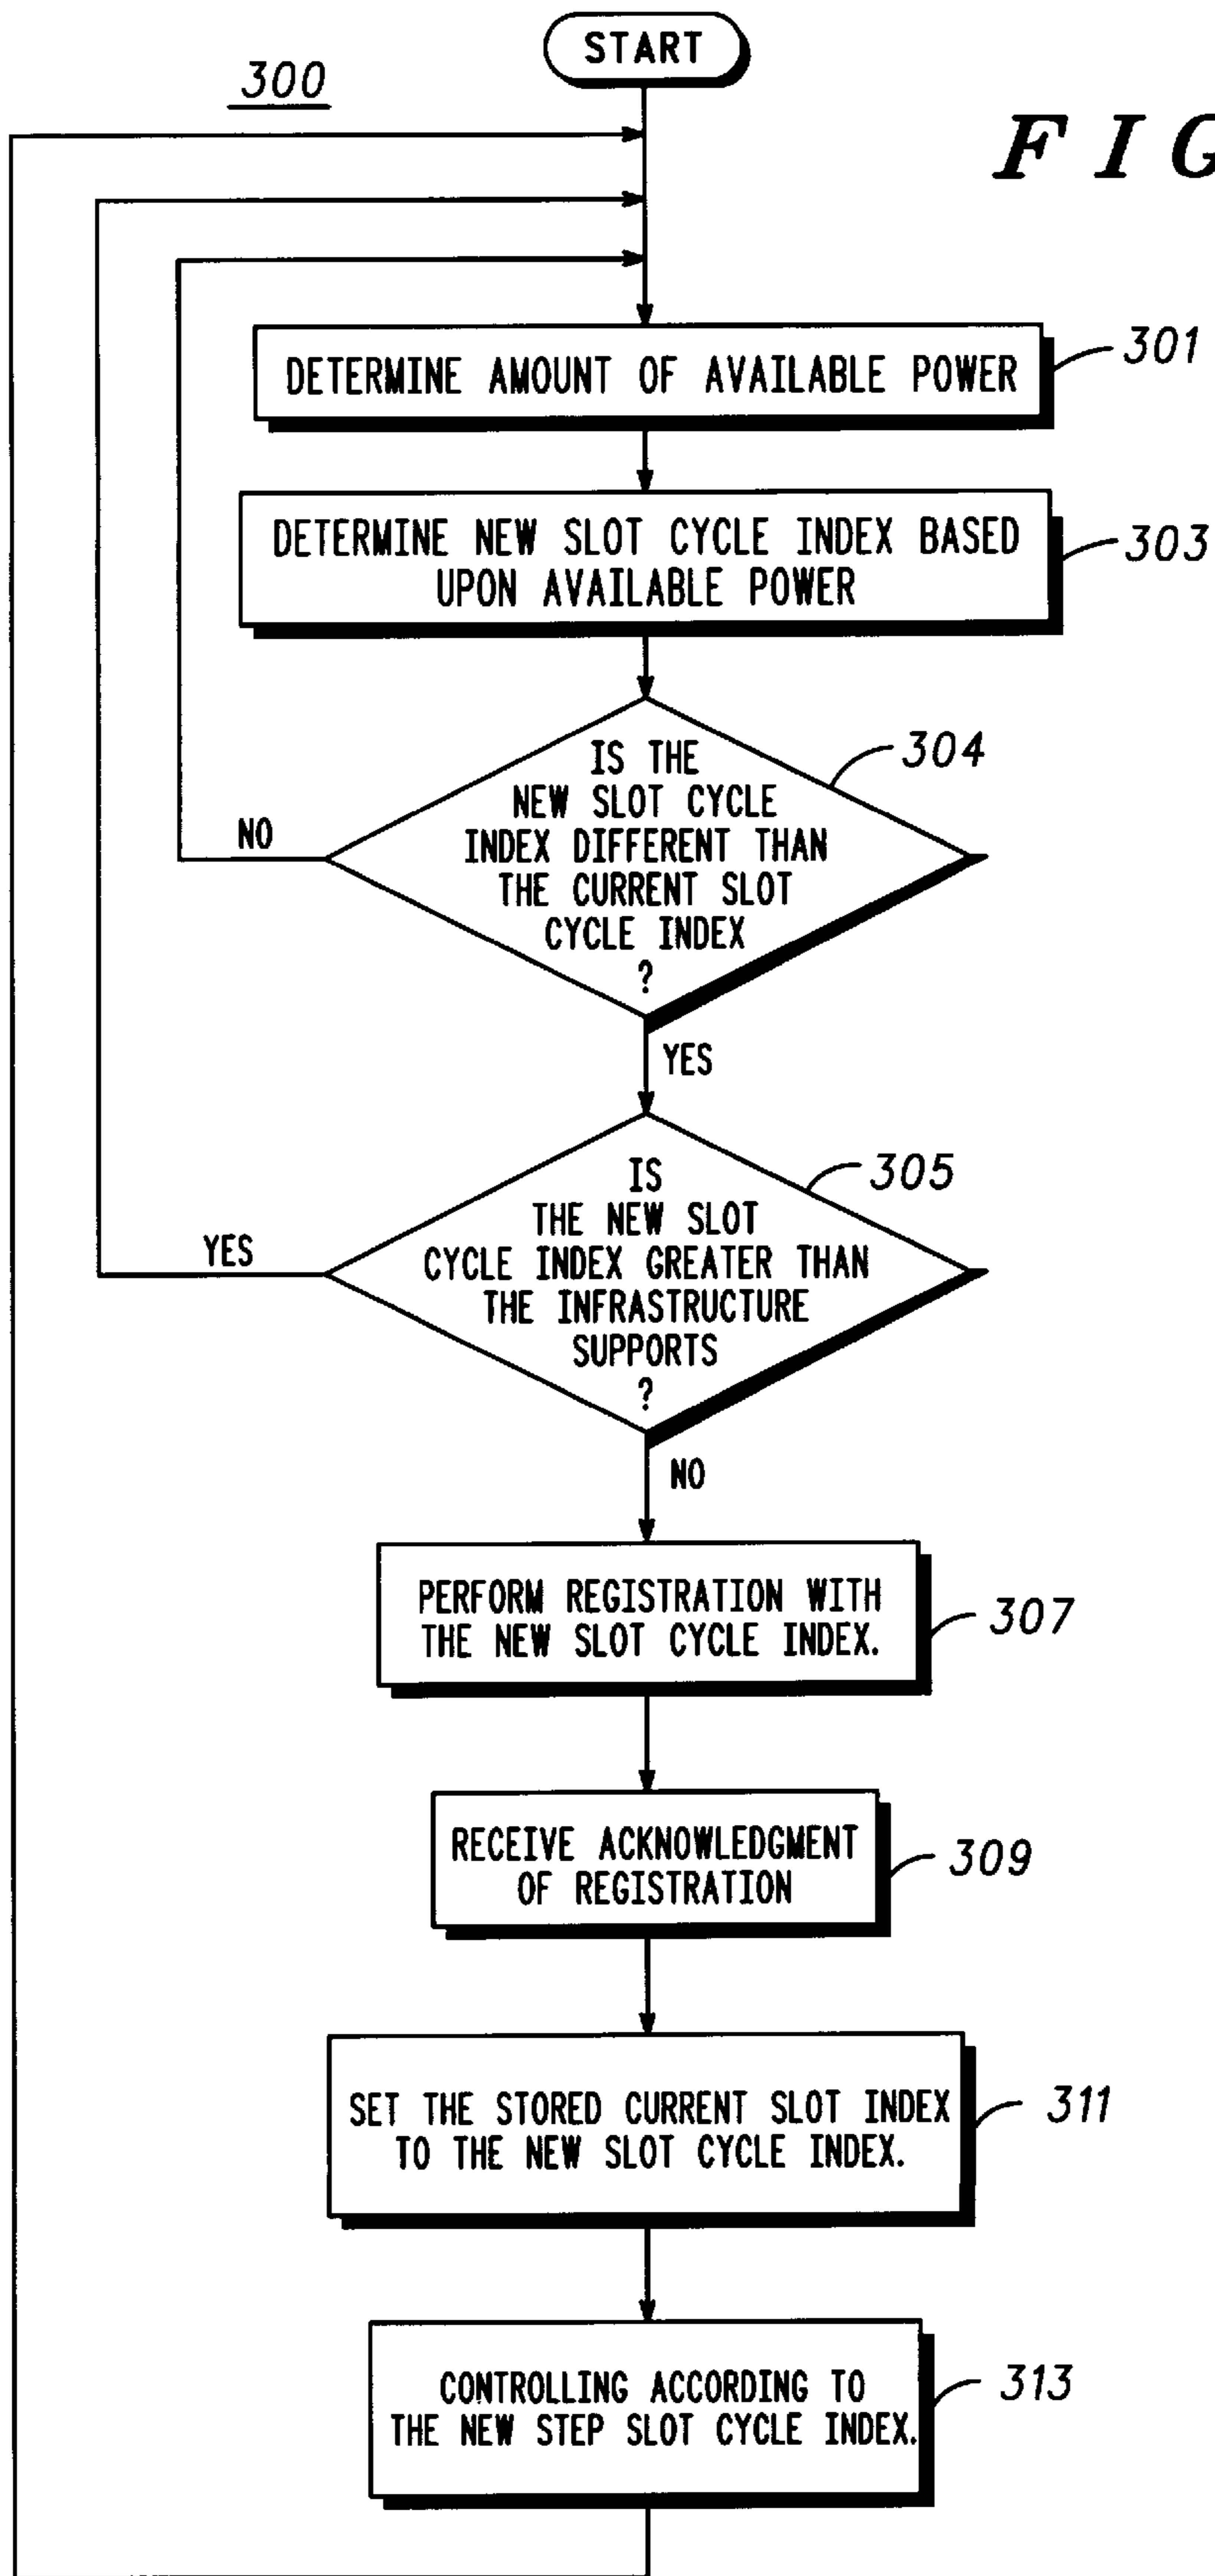 START
300
F I G
DETERMINE AMOUNT OF AVAILABLE POWER
301
DETERMINE NEW SLOT CYCLE INDEX BASED
UPON AVAILABLE POWER
303
IS THE
NEW SLOT CYCLE
INDEX DIFFERENT THAN
THE CURRENT SLOT
CYCLE INDEX
?
304
NO
YES
IS
THE NEW SLOT
CYCLE INDEX GREATER THAN
THE INFRASTRUCTURE
SUPPORTS
?
305
YES
NO
PERFORM REGISTRATION WITH
THE NEW SLOT CYCLE INDEX.
307
RECEIVE ACKNOWLEDGMENT
OF REGISTRATION
309
SET THE STORED CURRENT SLOT INDEX
TO THE NEW SLOT CYCLE INDEX.
311
CONTROLLING ACCORDING TO
THE NEW STEP SLOT CYCLE INDEX.
313